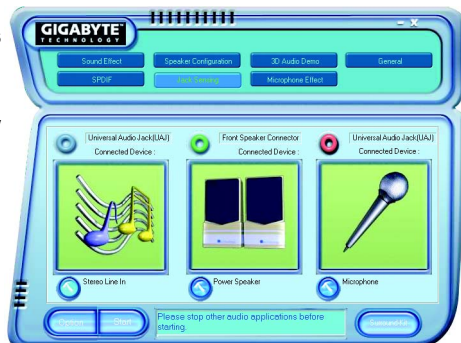 GIGABYTE™
TECHNOLOGY
Sound Effect
Speaker Configuration
3D Audio Demo
General
SPDIF
Jack Sensing
Microphone Effect
Universal Audio Jack(UAJ)
Connected Device :
Front Speaker Connector
Connected Device :
Universal Audio Jack(UAJ)
Connected Device :
Stereo Line In
Power Speaker
Microphone
Start
Please stop other audio applications before
starting.